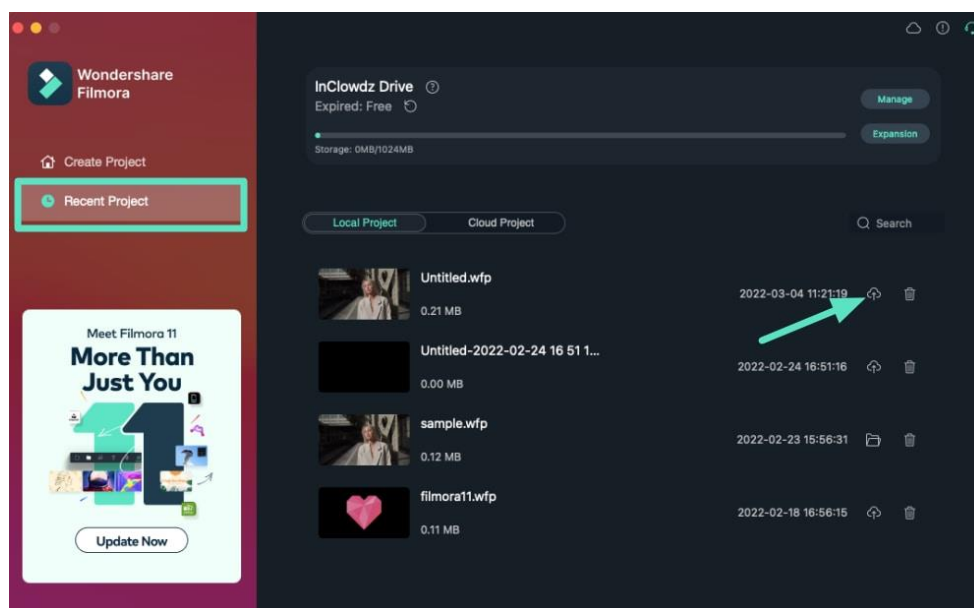 Wondershare
Filmora
Create Project
Recent Project
Meet Filmora 11
More Than
Just You
Update Now
InClowdz Drive
Expired: Free
Manage
Storage: 0MB/1024MB
Expansion
Local Project
Cloud Project
Search
Untitled.wfp
0.21 MB
2022-03-04 11:21:19
Untitled-2022-02-24 16 51 1...
0.00 MB
2022-02-24 16:51:16
sample.wfp
0.12 MB
2022-02-23 15:56:31
filmora11.wfp
0.11 MB
2022-02-18 16:56:15